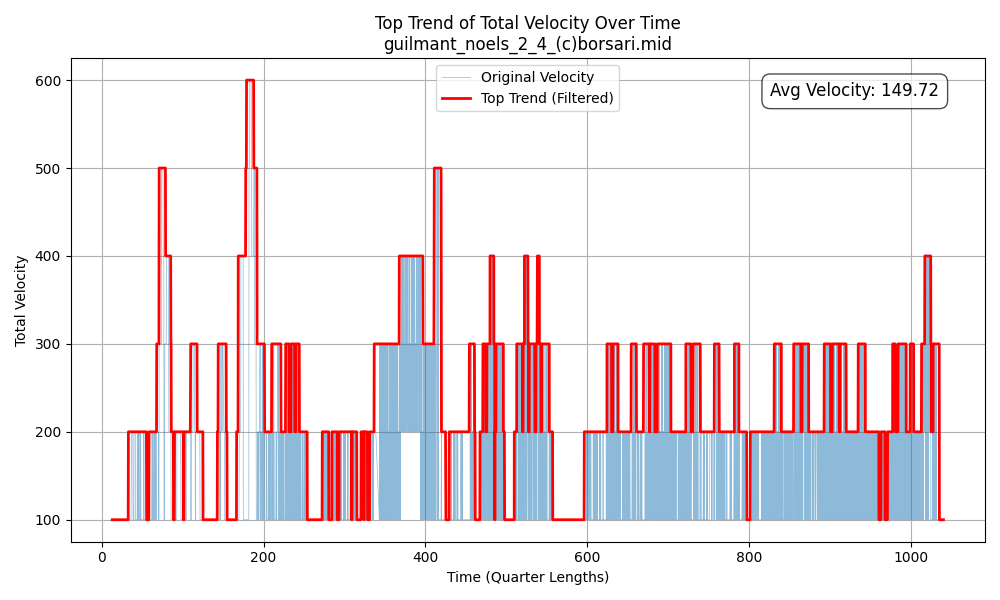 Top Trend of Total Velocity Over Time
guilmant_noels_2_4_(c)borsari.mid
Original Velocity
Top Trend (Filtered)
Avg Velocity: 149.72
Total Velocity
600
500
400
300
200
100
0 200 400 600 800 1000
Time (Quarter Lengths)